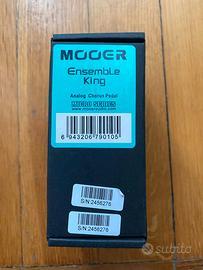 MOOER
Ensemble
King
Analog Chorus Pedal
MICRO SERIES
www.mooeraudio.com
6 943206 790105
S/N:2456276
S/N:2456276
subito